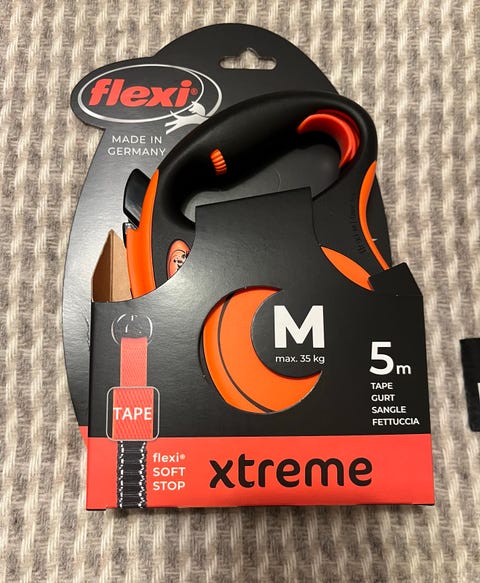 flexi®
MADE IN
GERMANY
M
max. 35 kg
5m
TAPE
GURT
SANGLE
FETTUCCIA
TAPE
flexi®
SOFT
STOP
xtreme